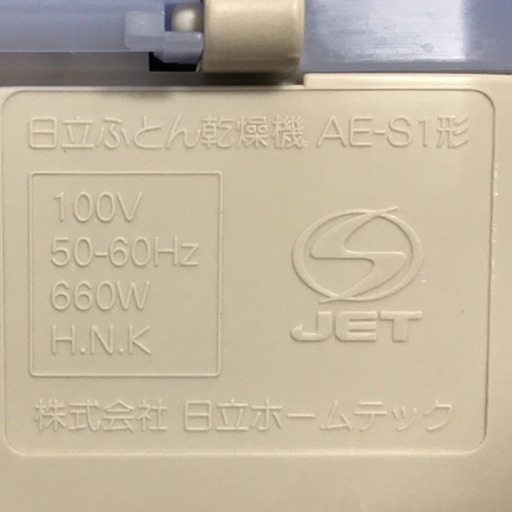 日立ふとん乾燥機 AE-S1形
100V
50-60Hz
660W
H.N.K
JET
株式会社 日立ホームテック